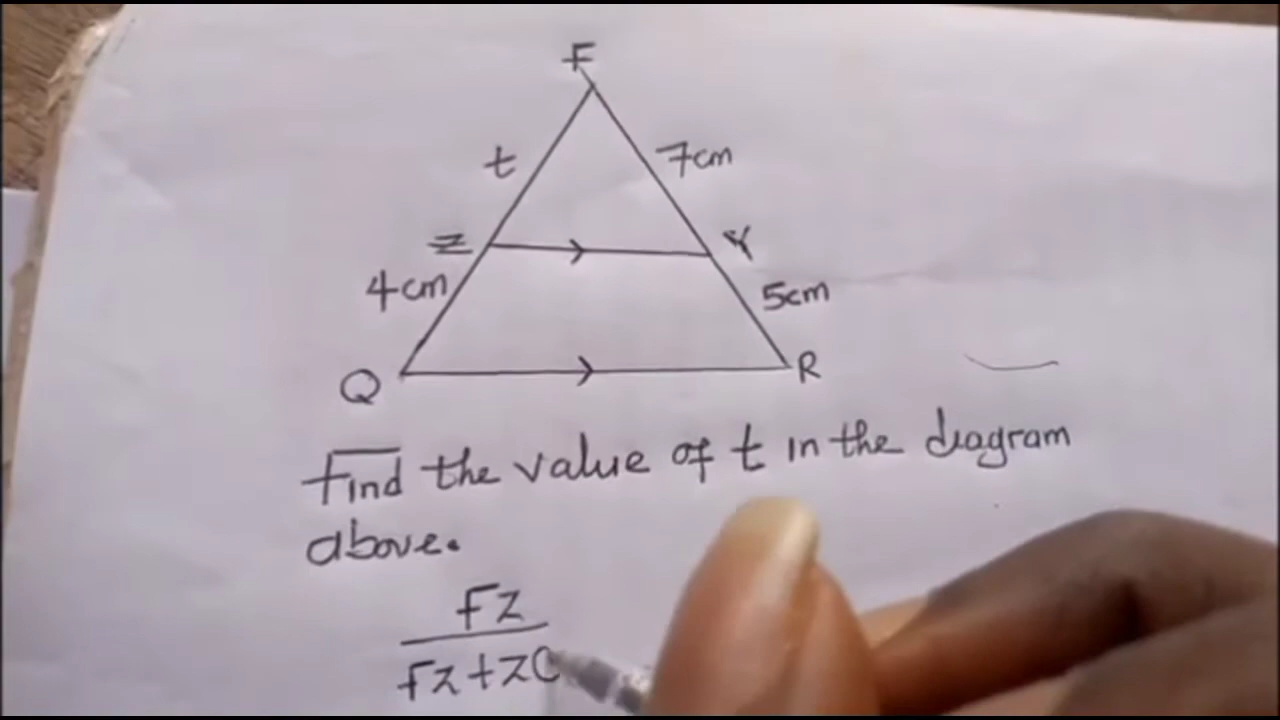 F
t
7cm
Z
Y
4cm
5cm
Q
R
Find the value of t in the diagram
above.
FZ
FZ+ZQ